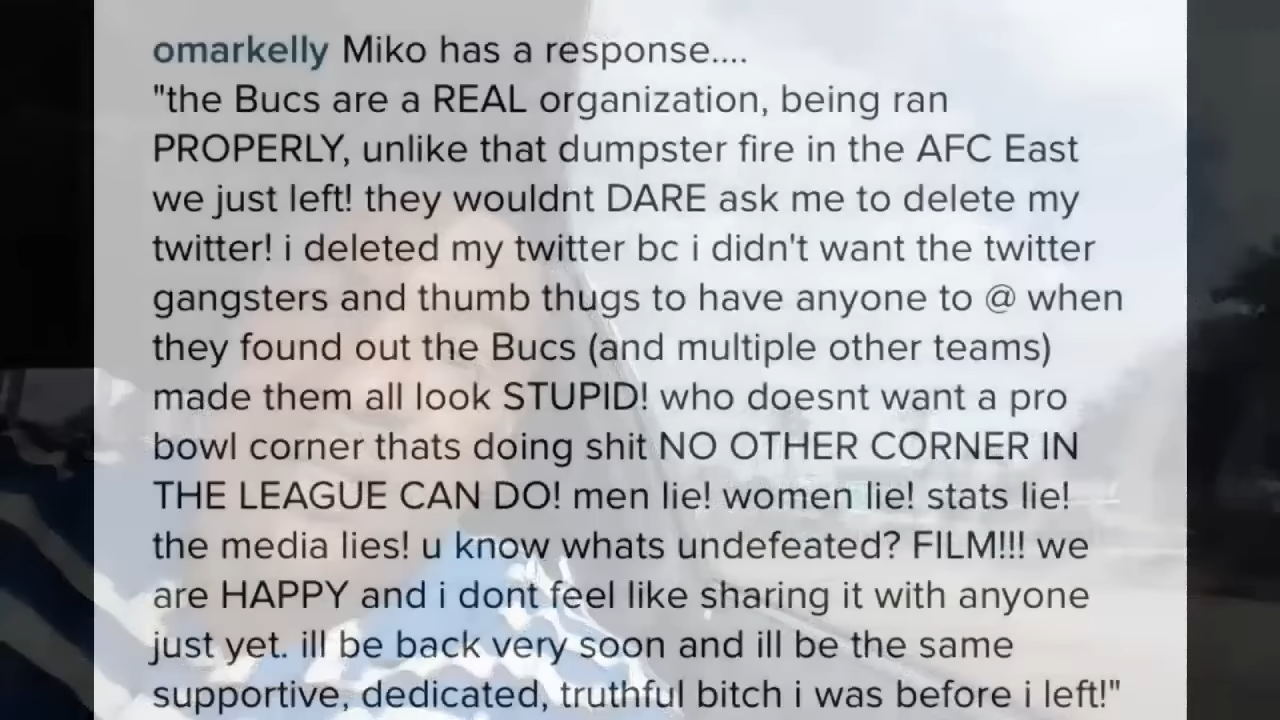 omarkelly Miko has a response....
"the Bucs are a REAL organization, being ran
PROPERLY, unlike that dumpster fire in the AFC East
we just left! they wouldnt DARE ask me to delete my
twitter! i deleted my twitter bc i didn't want the twitter
gangsters and thumb thugs to have anyone to @ when
they found out the Bucs (and multiple other teams)
made them all look STUPID! who doesnt want a pro
bowl corner thats doing shit NO OTHER CORNER IN
THE LEAGUE CAN DO! men lie! women lie! stats lie!
the media lies! u know whats undefeated? FILM!!! we
are HAPPY and i dont feel like sharing it with anyone
just yet. ill be back very soon and ill be the same
supportive, dedicated, truthful bitch i was before i left!"